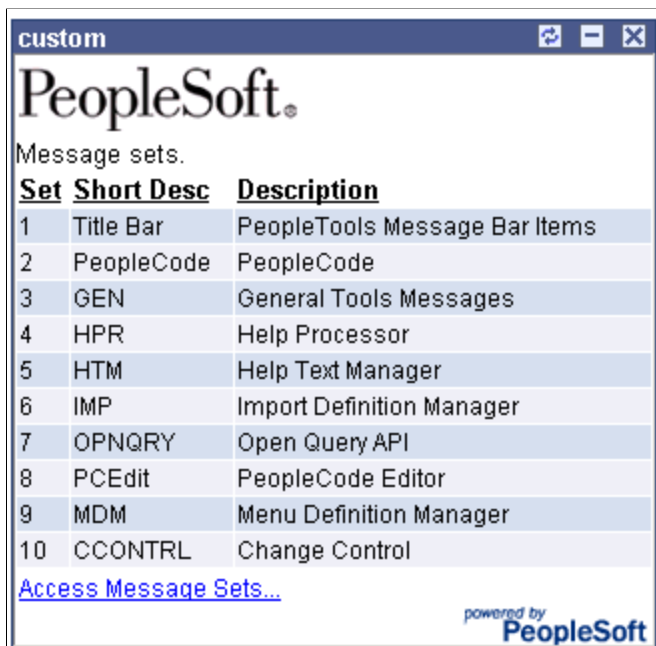 custom
PeopleSoft®
Message sets.
Set Short Desc Description
1 Title Bar PeopleTools Message Bar Items
2 PeopleCode PeopleCode
3 GEN General Tools Messages
4 HPR Help Processor
5 HTM Help Text Manager
6 IMP Import Definition Manager
7 OPNQRY Open Query API
8 PCEdit PeopleCode Editor
9 MDM Menu Definition Manager
10 CCONTRL Change Control
Access Message Sets...
powered by
PeopleSoft